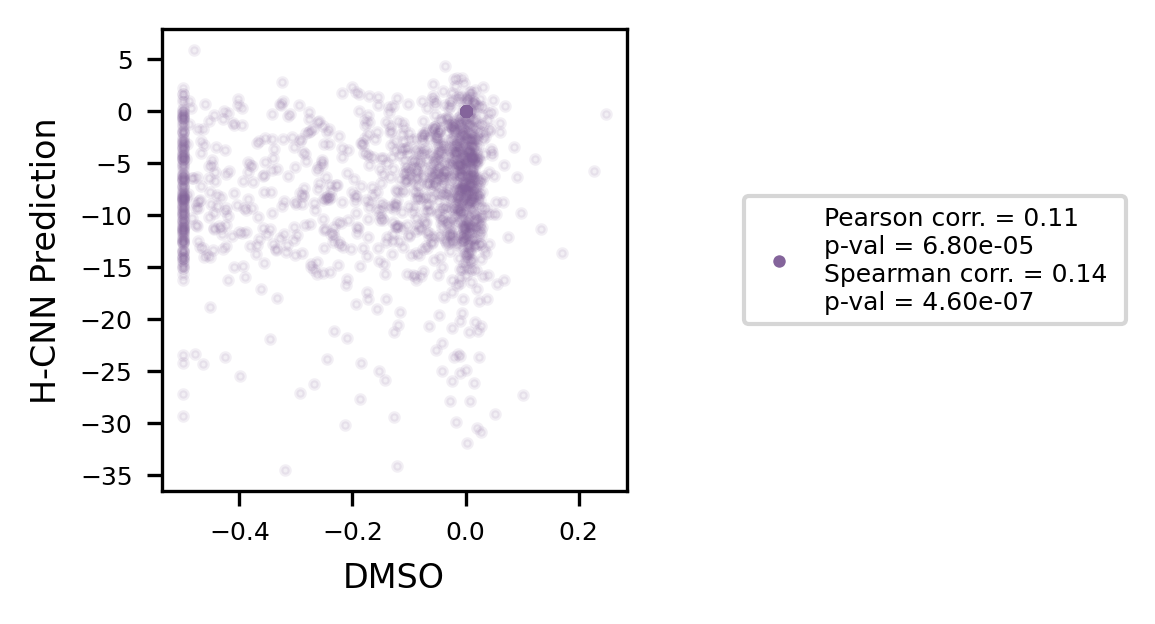 5
0
−5
−10
−15
−20
−25
−30
−35
H-CNN Prediction
−0.4
−0.2
0.0
0.2
DMSO
Pearson corr. = 0.11
p-val = 6.80e-05
Spearman corr. = 0.14
p-val = 4.60e-07